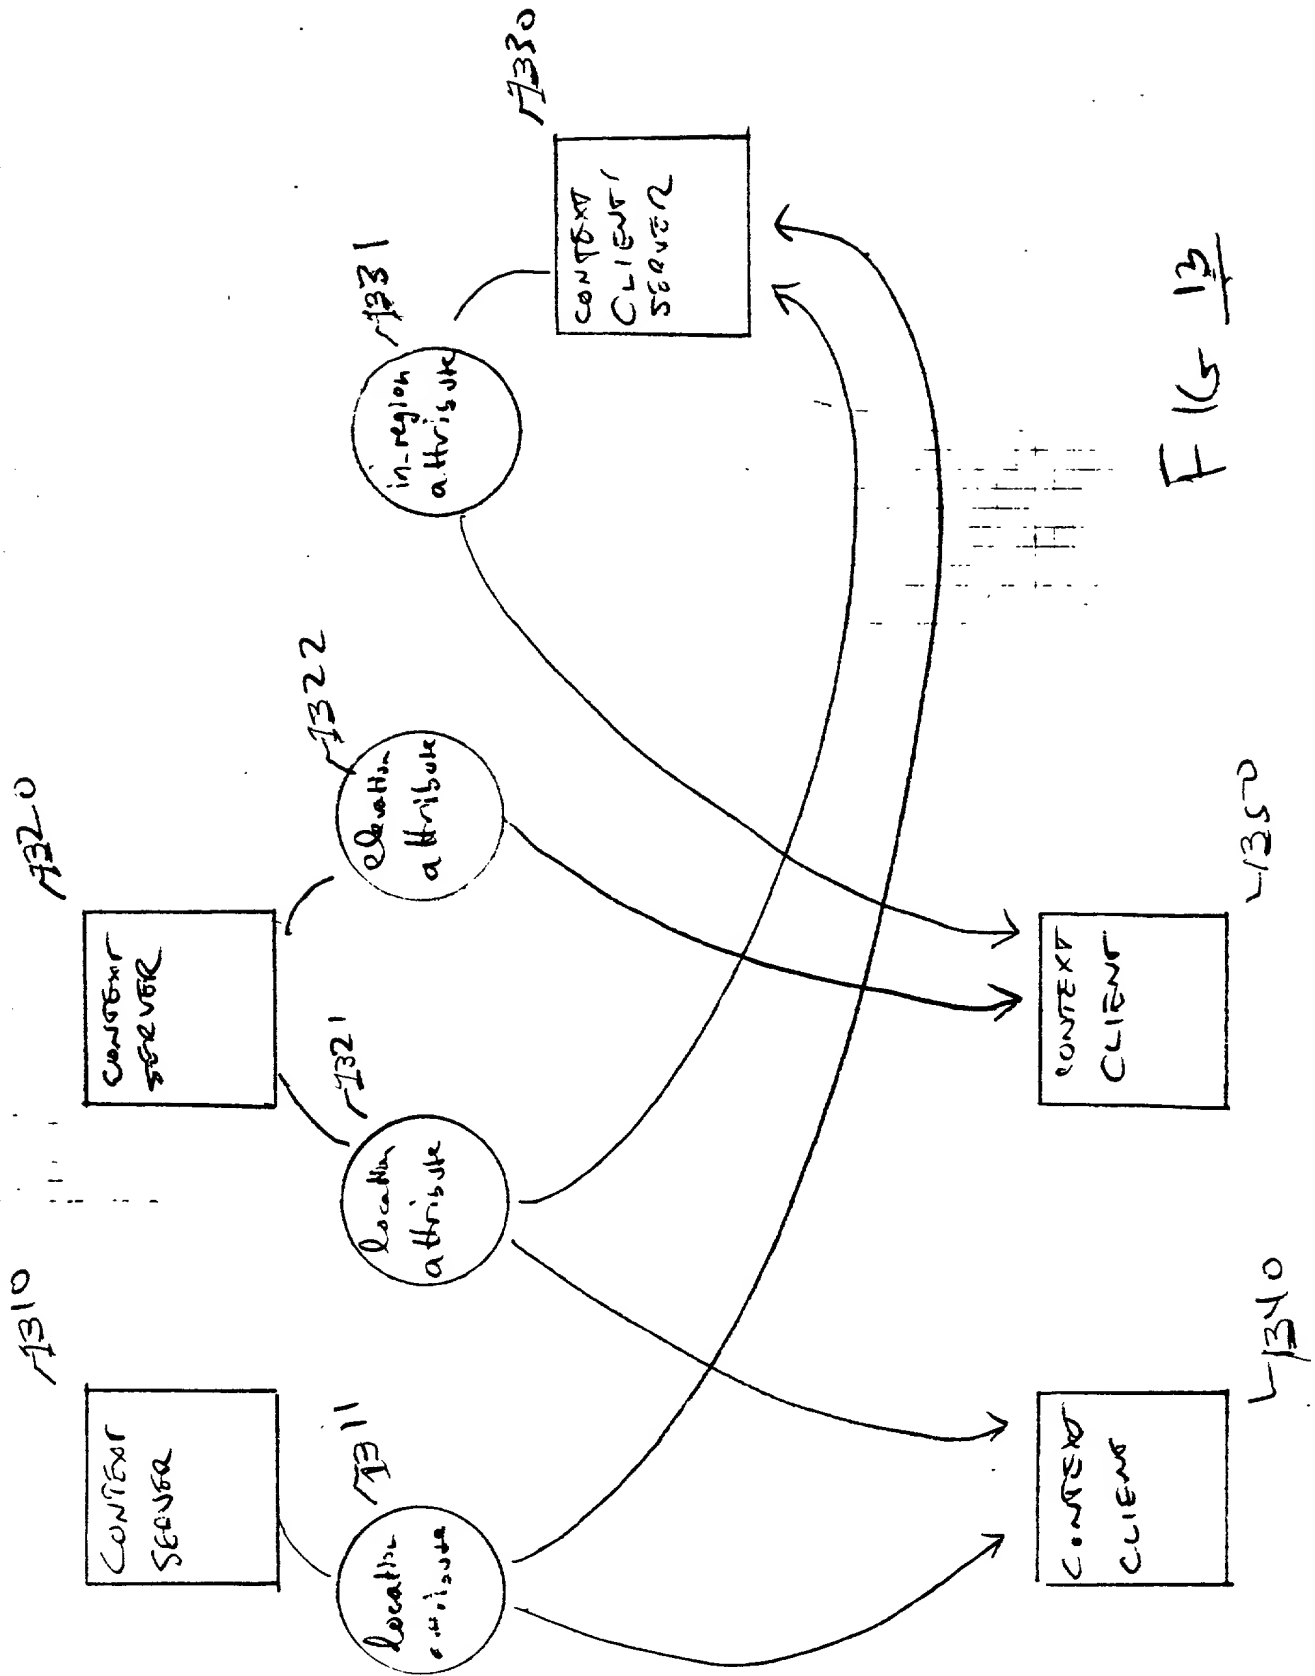 1310
CONTEXT
SERVER
1320
CONTEXT
SERVER
1330
CONTEXT
CLIENT/
SERVER
1311
location
attribute
1321
location
attribute
1322
elevation
attribute
1331
in-region
attribute
CONTEXT
CLIENT
1340
CONTEXT
CLIENT
1350
FIG 13